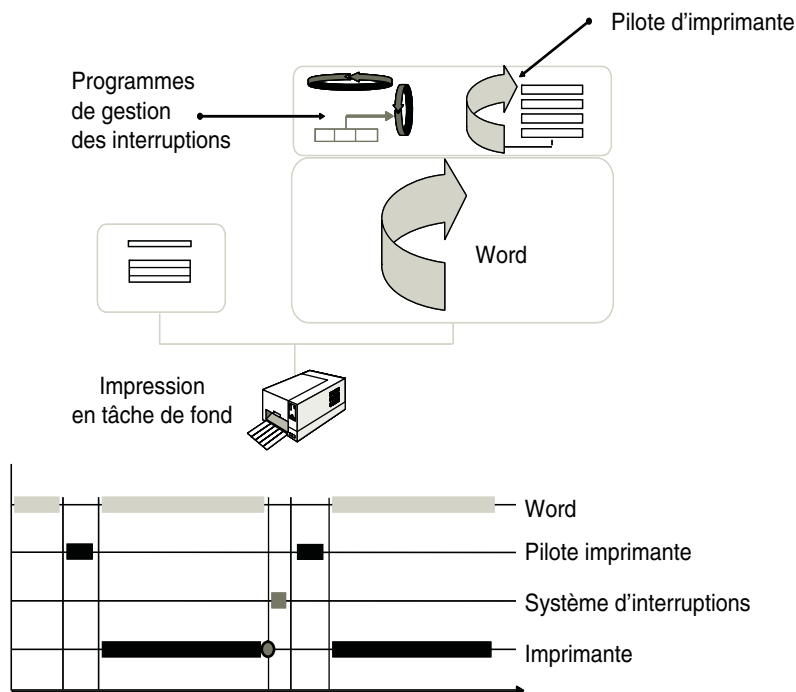 Pilote d'imprimante
Programmes
de gestion
des interruptions
Word
Impression
en tâche de fond
Word
Pilote imprimante
Système d'interruptions
Imprimante